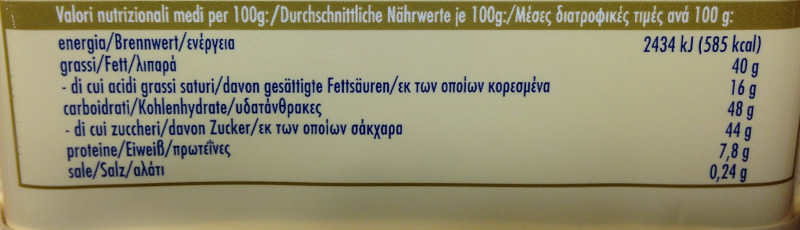 Valori nutrizionali medi per 100g:/Durchschnittliche Nährwerte je 100g:/Μέσες διατροφικές τιμές ανά 100 g:
energia/Brennwert/ενέργεια 2434 kJ (585 kcal)
grassi/Fett/λιπαρά 40 g
- di cui acidi grassi saturi/davon gesättigte Fettsäuren/εκ των οποίων κορεσμένα 16 g
carboidrati/Kohlenhydrate/υδατάνθρακες 48 g
- di cui zuccheri/davon Zucker/εκ των οποίων σάκχαρα 44 g
proteine/Eiweiß/πρωτεΐνες 7,8 g
sale/Salz/αλάτι 0,24 g